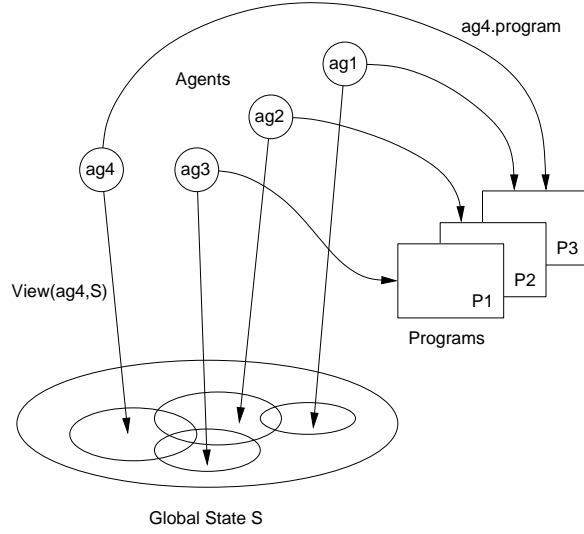 ag4.program
ag1
Agents
ag2
ag4
ag3
P3
P2
View(ag4,S)
P1
Programs
Global State S